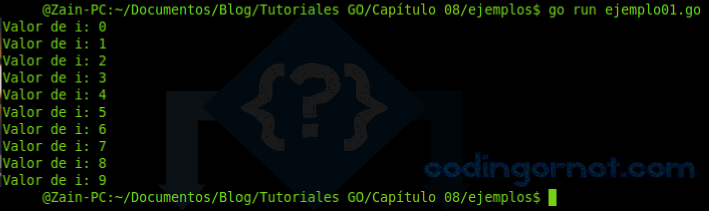 @Zain-PC:~/Documentos/Blog/Tutoriales GO/Capítulo 08/ejemplos$ go run ejemplo01.go
Valor de i: 0
Valor de i: 1
Valor de i: 2
Valor de i: 3
Valor de i: 4
Valor de i: 5
Valor de i: 6
Valor de i: 7
Valor de i: 8
Valor de i: 9
@Zain-PC:~/Documentos/Blog/Tutoriales GO/Capítulo 08/ejemplos$
{?}
codingornot.com